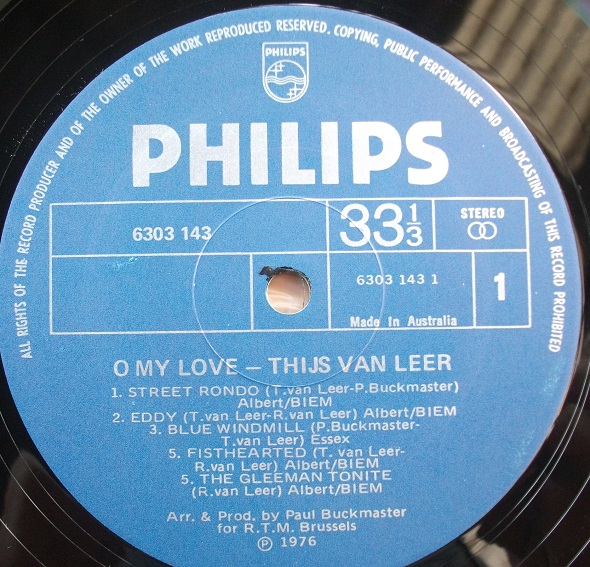 ALL RIGHTS OF THE RECORD PRODUCER AND OF THE OWNER OF THE WORK REPRODUCED RESERVED. COPYING, PUBLIC PERFORMANCE AND BROADCASTING OF THIS RECORD PROHIBITED
PHILIPS
PHILIPS
6303 143
33⅓
STEREO
6303 143 1
1
Made In Australia
O MY LOVE – THIJS VAN LEER
1. STREET RONDO (T.van Leer-P.Buckmaster)
Albert/BIEM
2. EDDY (T.van Leer-R.van Leer) Albert/BIEM
3. BLUE WINDMILL (P.Buckmaster-
T.van Leer) Essex
5. FISTHEARTED (T. van Leer-
R.van Leer) Albert/BIEM
5. THE GLEEMAN TONITE
(R.van Leer) Albert/BIEM
Arr. & Prod. by Paul Buckmaster
for R.T.M. Brussels
Ⓟ 1976